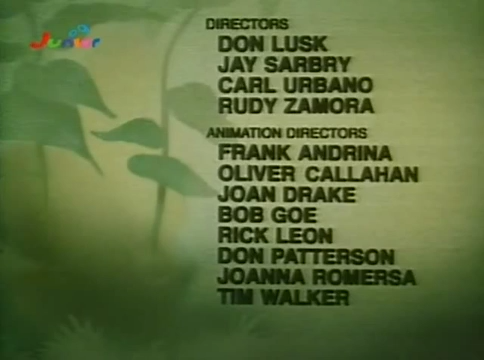 Junior
DIRECTORS
DON LUSK
JAY SARBRY
CARL URBANO
RUDY ZAMORA
ANIMATION DIRECTORS
FRANK ANDRINA
OLIVER CALLAHAN
JOAN DRAKE
BOB GOE
RICK LEON
DON PATTERSON
JOANNA ROMERSA
TIM WALKER